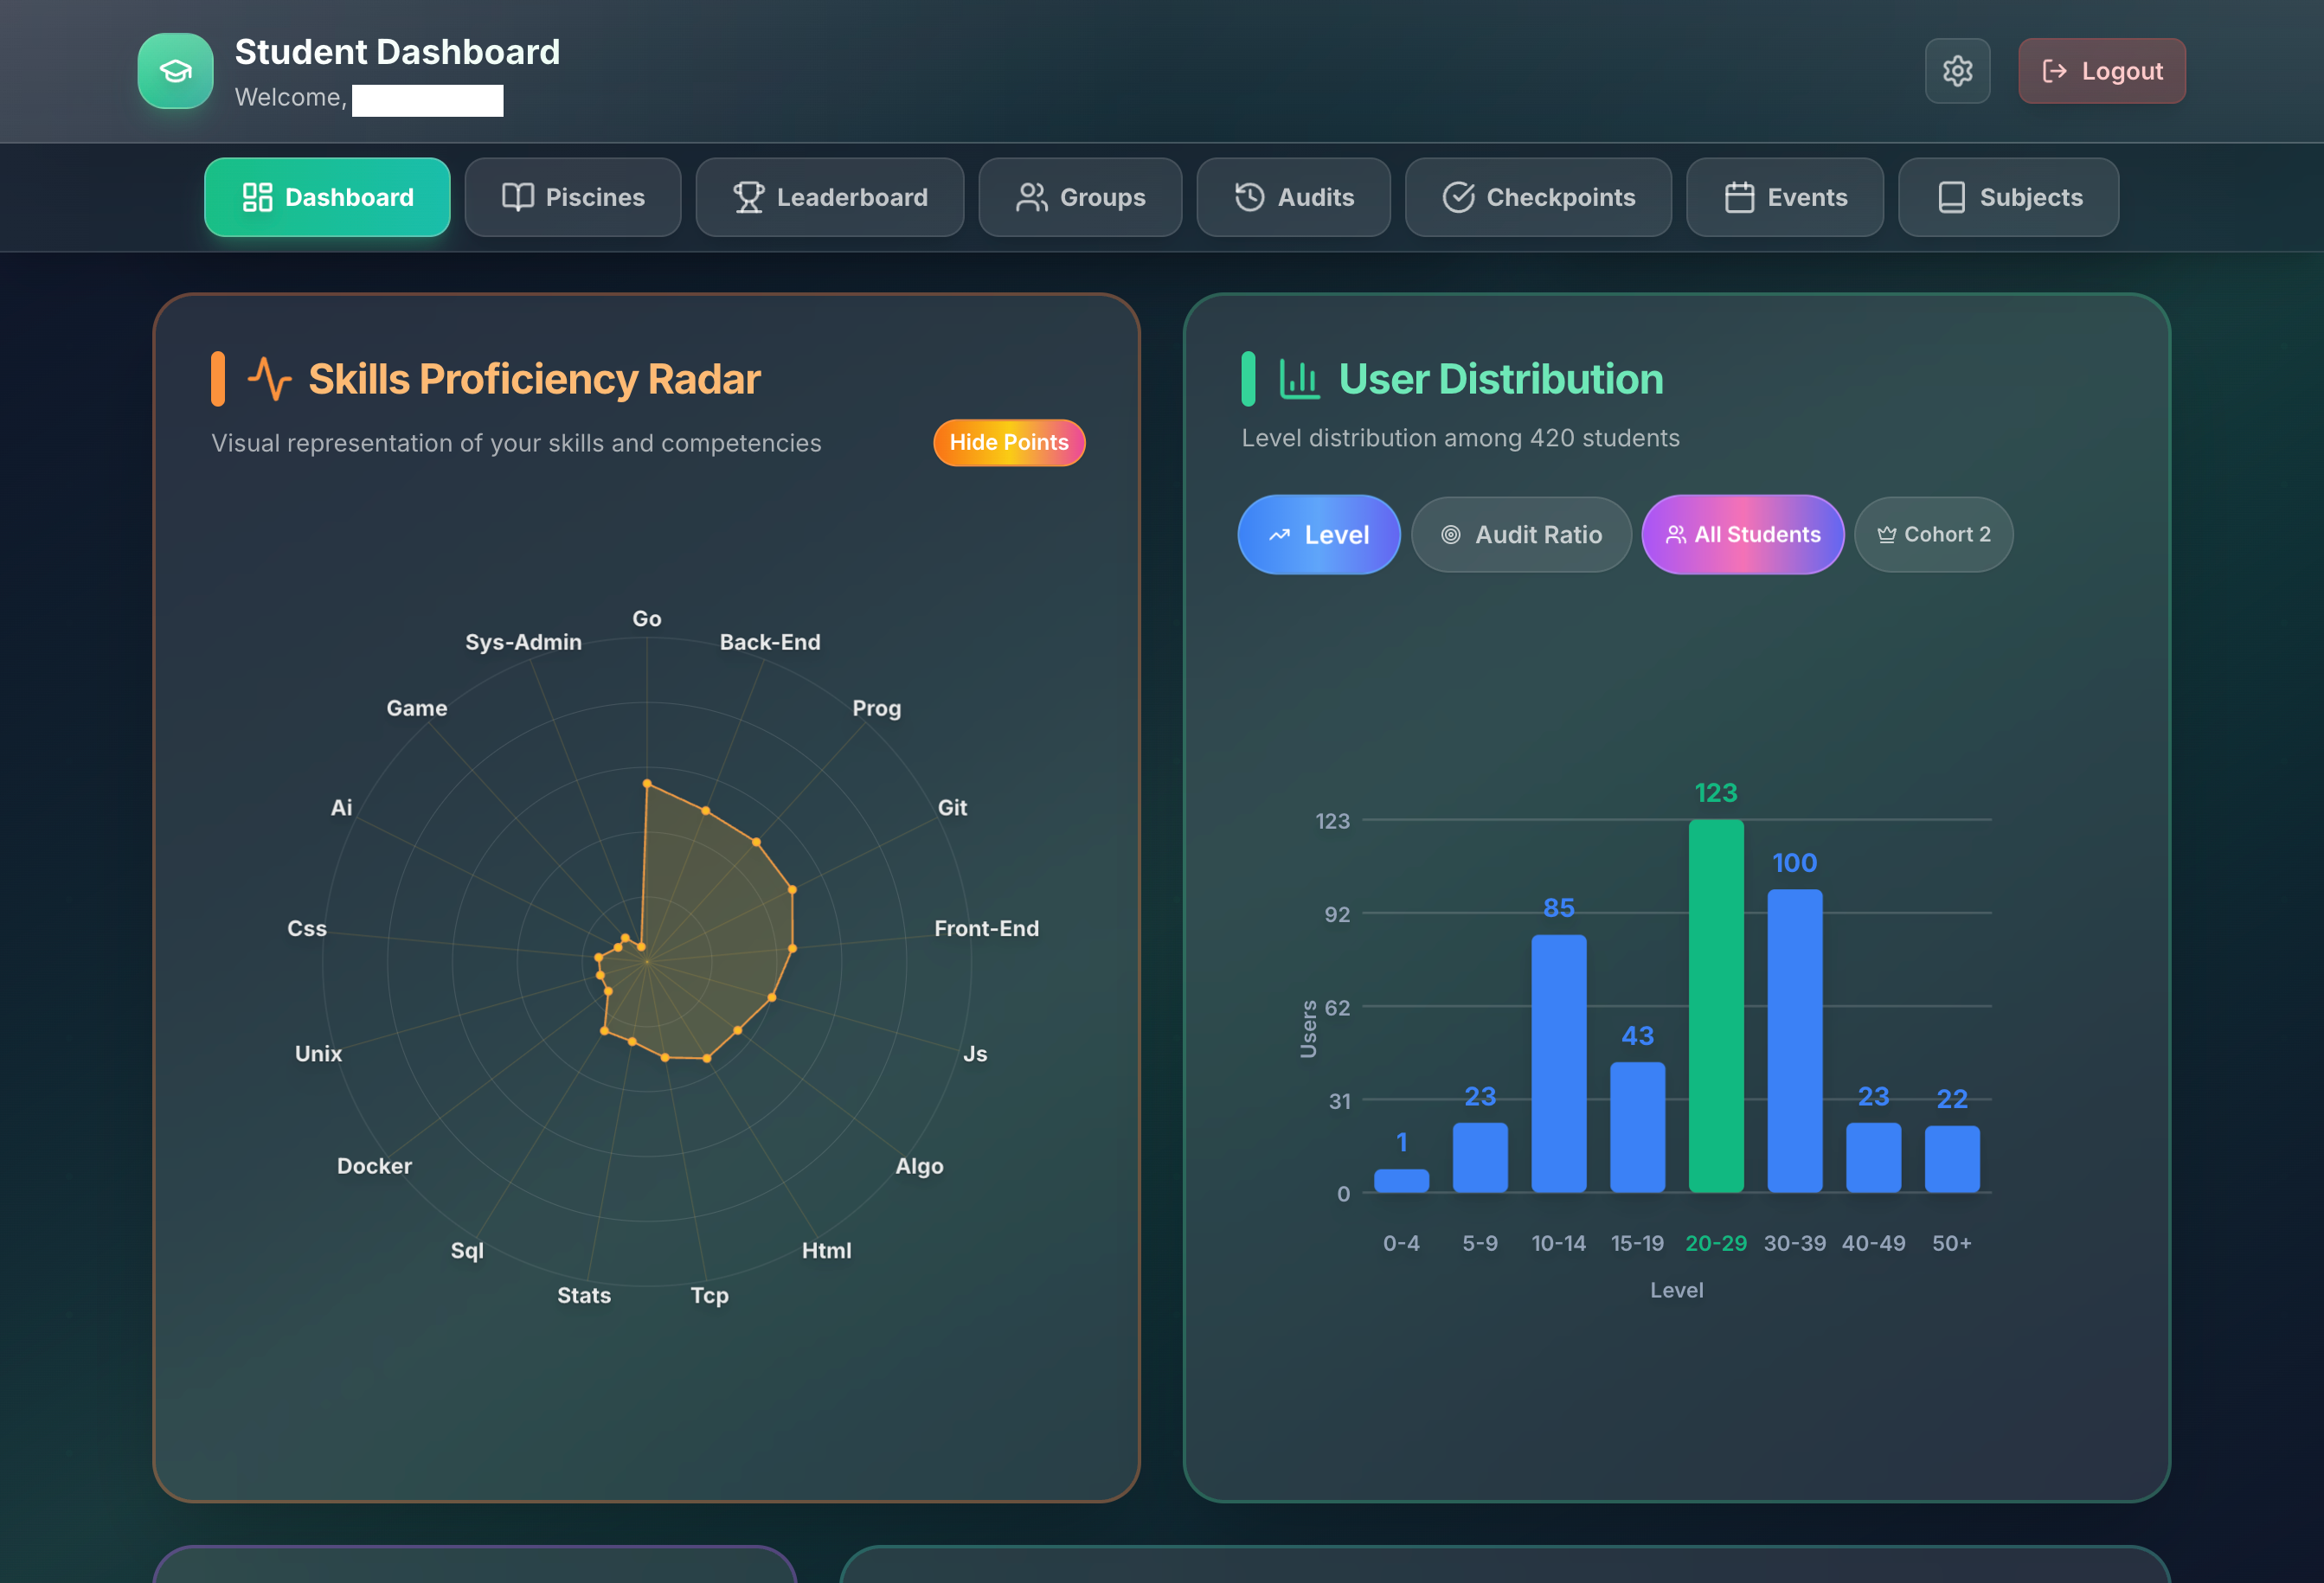 Student Dashboard
Welcome,
Logout
Dashboard
Piscines
Leaderboard
Groups
Audits
Checkpoints
Events
Subjects
Skills Proficiency Radar
Visual representation of your skills and competencies
Hide Points
Go
Back-End
Prog
Git
Front-End
Js
Algo
Html
Tcp
Stats
Sql
Docker
Unix
Css
Ai
Game
Sys-Admin
User Distribution
Level distribution among 420 students
Level
Audit Ratio
All Students
Cohort 2
Users
123
92
62
31
0
1
23
85
43
123
100
23
22
0-4
5-9
10-14
15-19
20-29
30-39
40-49
50+
Level